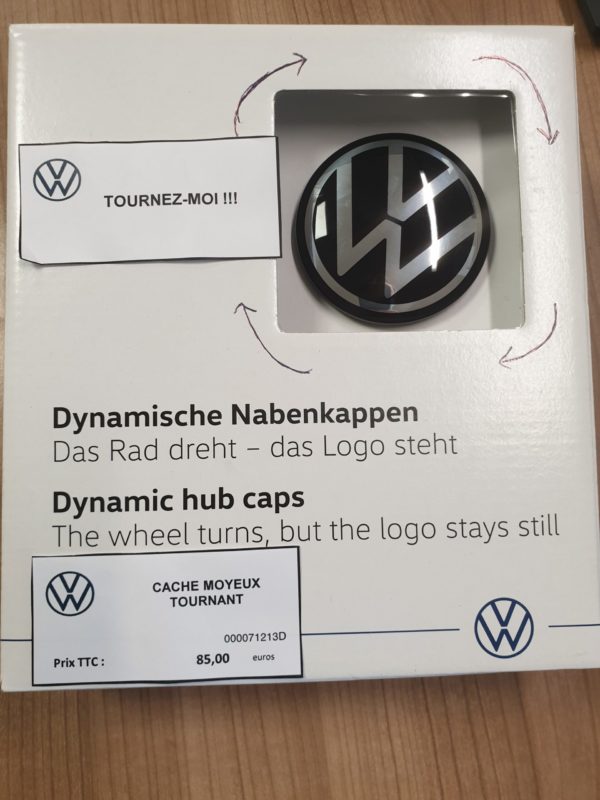 TOURNEZ-MOI !!!
Dynamische Nabenkappen
Das Rad dreht – das Logo steht
Dynamic hub caps
The wheel turns, but the logo stays still
CACHE MOYEUX
TOURNANT
000071213D
Prix TTC : 85,00 euros